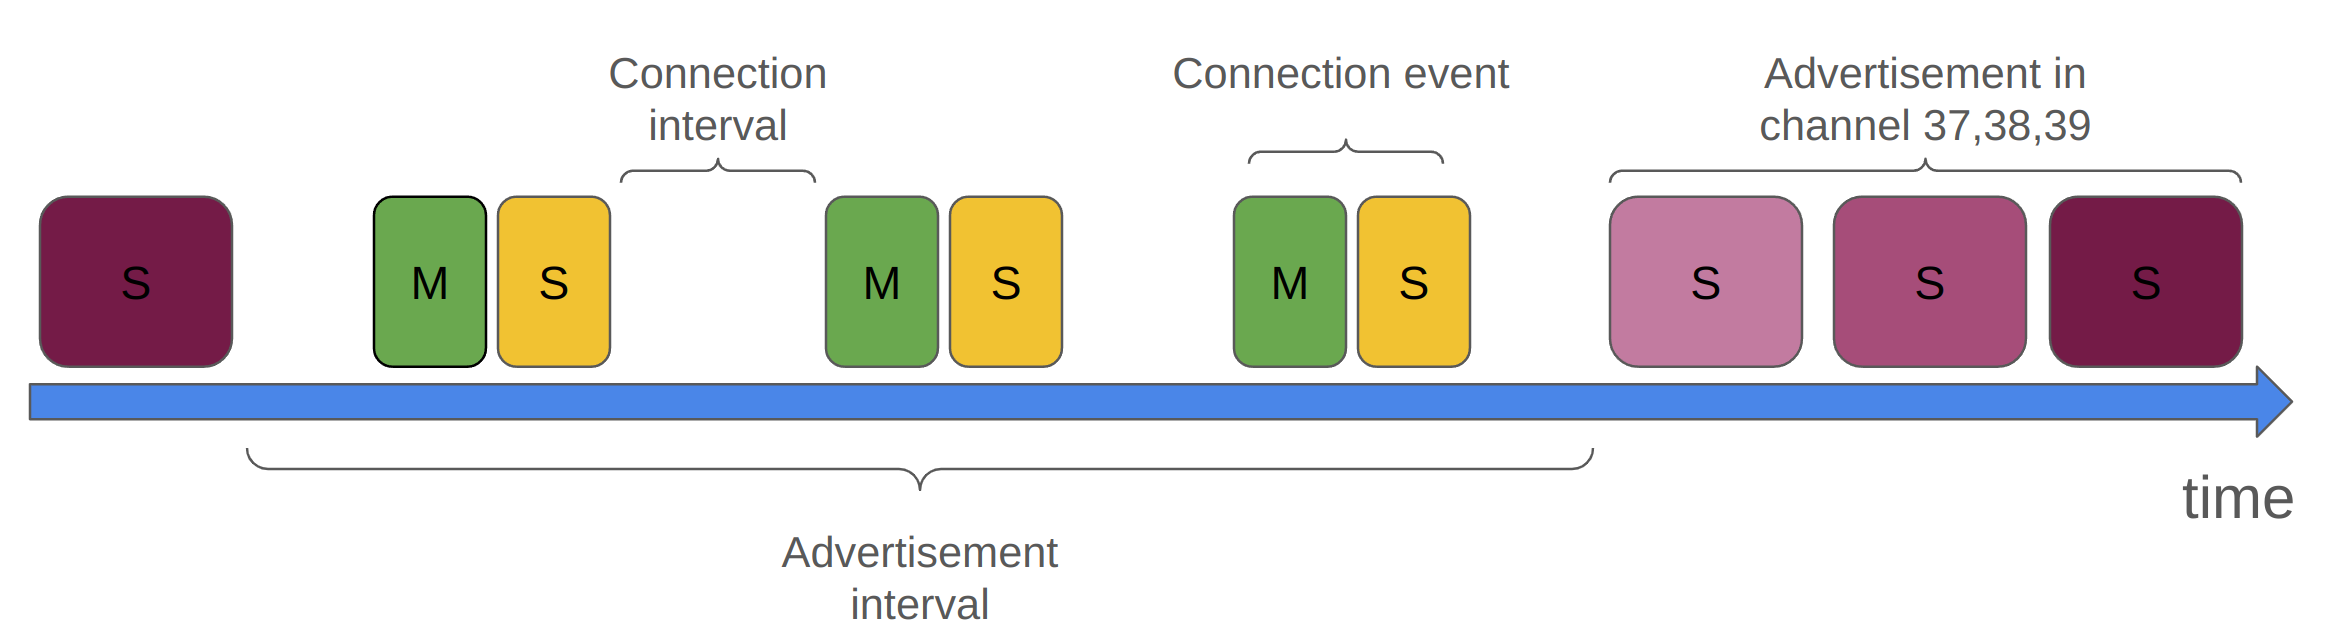 Connection
interval
Connection event
Advertisement in
channel 37,38,39
S
M
S
M
S
M
S
S
S
S
time
Advertisement
interval